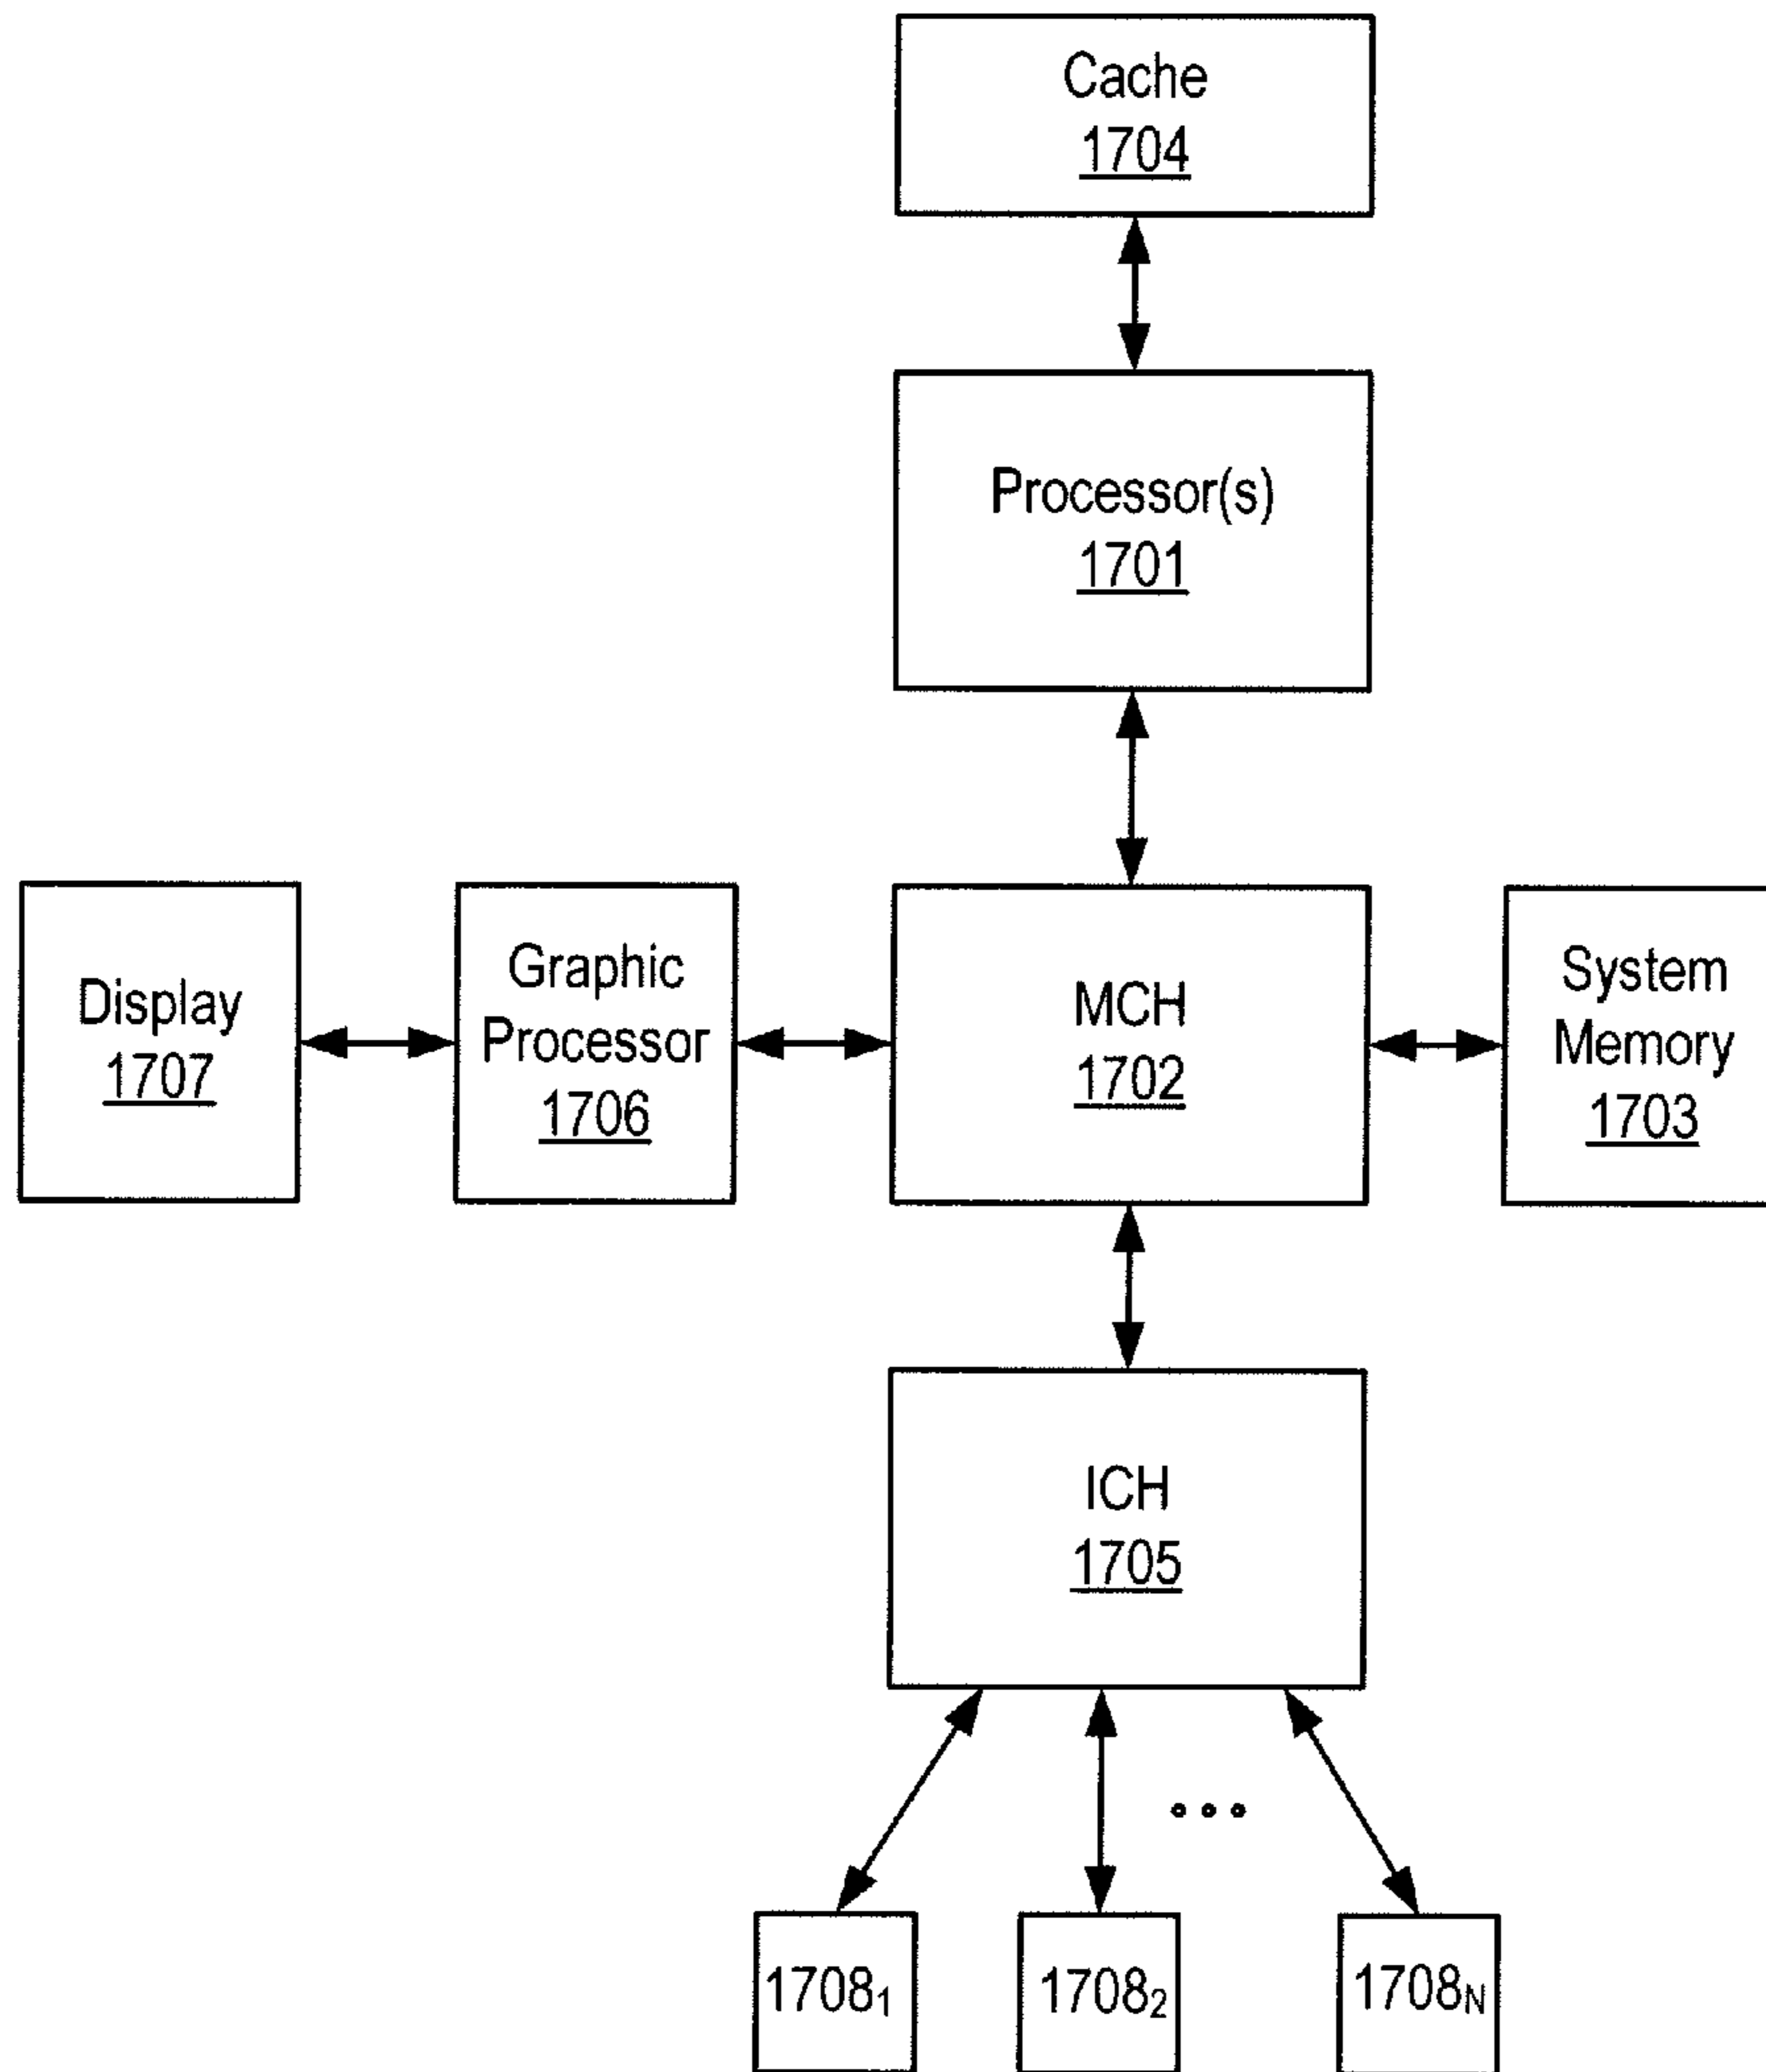 Cache
1704
Processor(s)
1701
Display
1707
Graphic
Processor
1706
MCH
1702
System
Memory
1703
ICH
1705
1708₁
1708₂
1708N